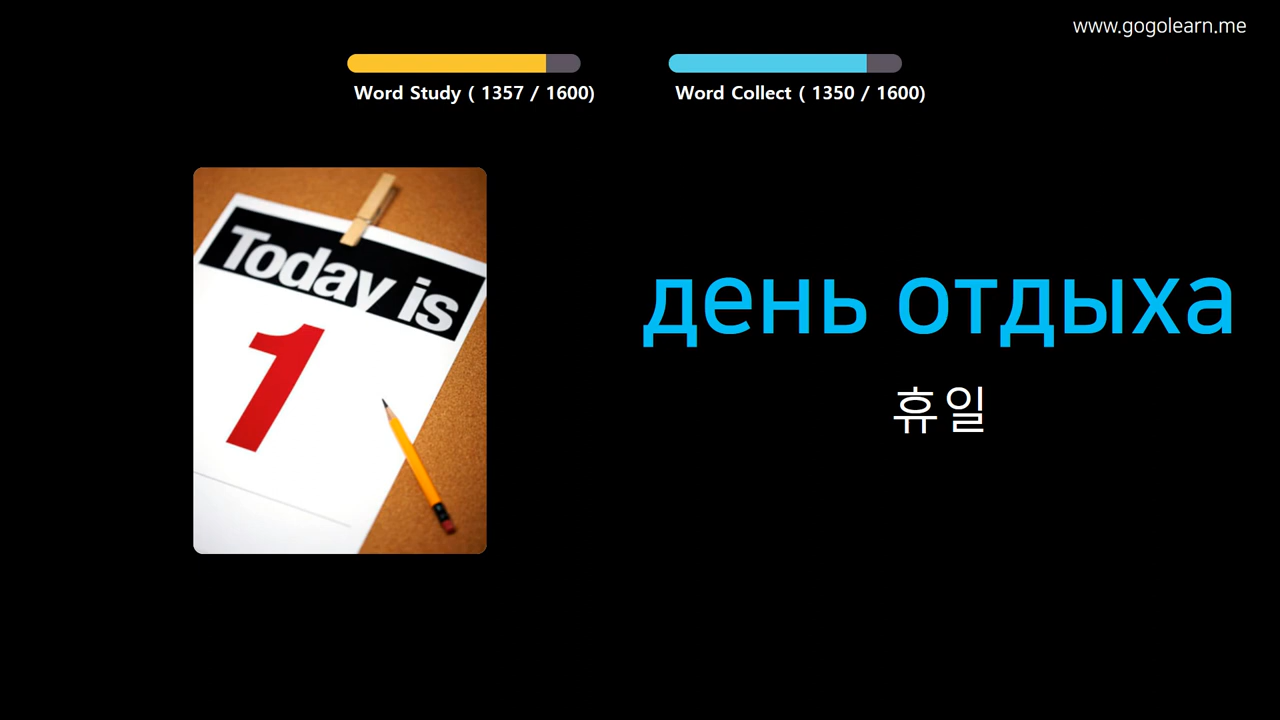 www.gogolearn.me
Word Study ( 1357 / 1600)
Word Collect ( 1350 / 1600)
Today is
1
день отдыха
휴일